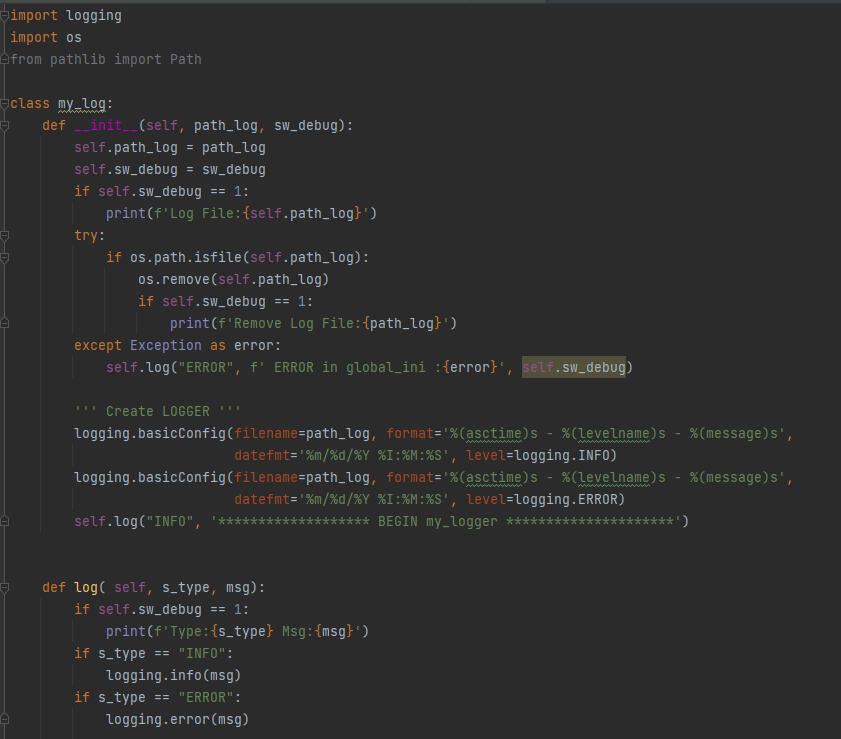 import logging
import os
from pathlib import Path
class my_log:
    def __init__(self, path_log, sw_debug):
        self.path_log = path_log
        self.sw_debug = sw_debug
        if self.sw_debug == 1:
            print(f'Log File:{self.path_log}')
        try:
            if os.path.isfile(self.path_log):
                os.remove(self.path_log)
                if self.sw_debug == 1:
                    print(f'Remove Log File:{path_log}')
        except Exception as error:
            self.log("ERROR", f' ERROR in global_ini :{error}', self.sw_debug)
        ''' Create LOGGER '''
        logging.basicConfig(filename=path_log, format='%(asctime)s - %(levelname)s - %(message)s',
                            datefmt='%m/%d/%Y %I:%M:%S', level=logging.INFO)
        logging.basicConfig(filename=path_log, format='%(asctime)s - %(levelname)s - %(message)s',
                            datefmt='%m/%d/%Y %I:%M:%S', level=logging.ERROR)
        self.log("INFO", '******************* BEGIN my_logger *********************')
    def log( self, s_type, msg):
        if self.sw_debug == 1:
            print(f'Type:{s_type} Msg:{msg}')
        if s_type == "INFO":
            logging.info(msg)
        if s_type == "ERROR":
            logging.error(msg)